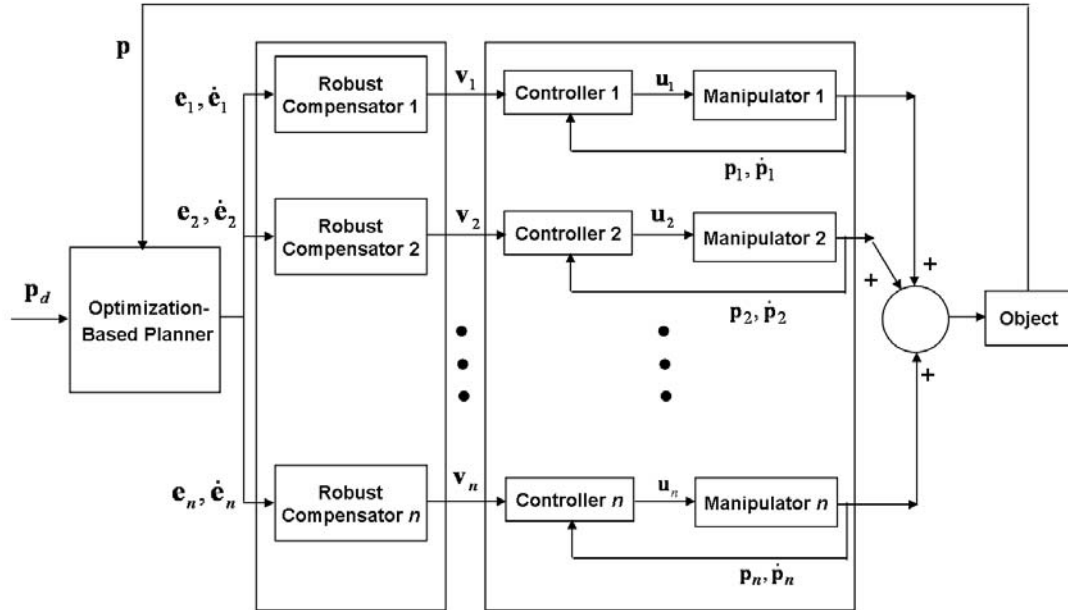 p
e₁, ė₁
Robust
Compensator 1
v₁
Controller 1
u₁
Manipulator 1
p₁, ṗ₁
e₂, ė₂
Robust
Compensator 2
v₂
Controller 2
u₂
Manipulator 2
p₂, ṗ₂
+
+
p_d
Optimization-
Based Planner
Object
+
eₙ, ėₙ
Robust
Compensator n
vₙ
Controller n
uₙ
Manipulator n
pₙ, ṗₙ